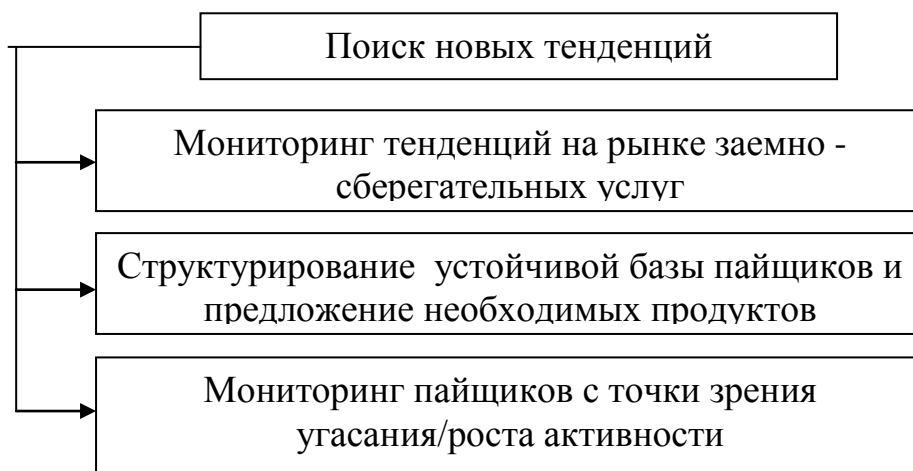 Поиск новых тенденций
Мониторинг тенденций на рынке заемно -
сберегательных услуг
Структурирование  устойчивой базы пайщиков и
предложение необходимых продуктов
Мониторинг пайщиков с точки зрения
угасания/роста активности